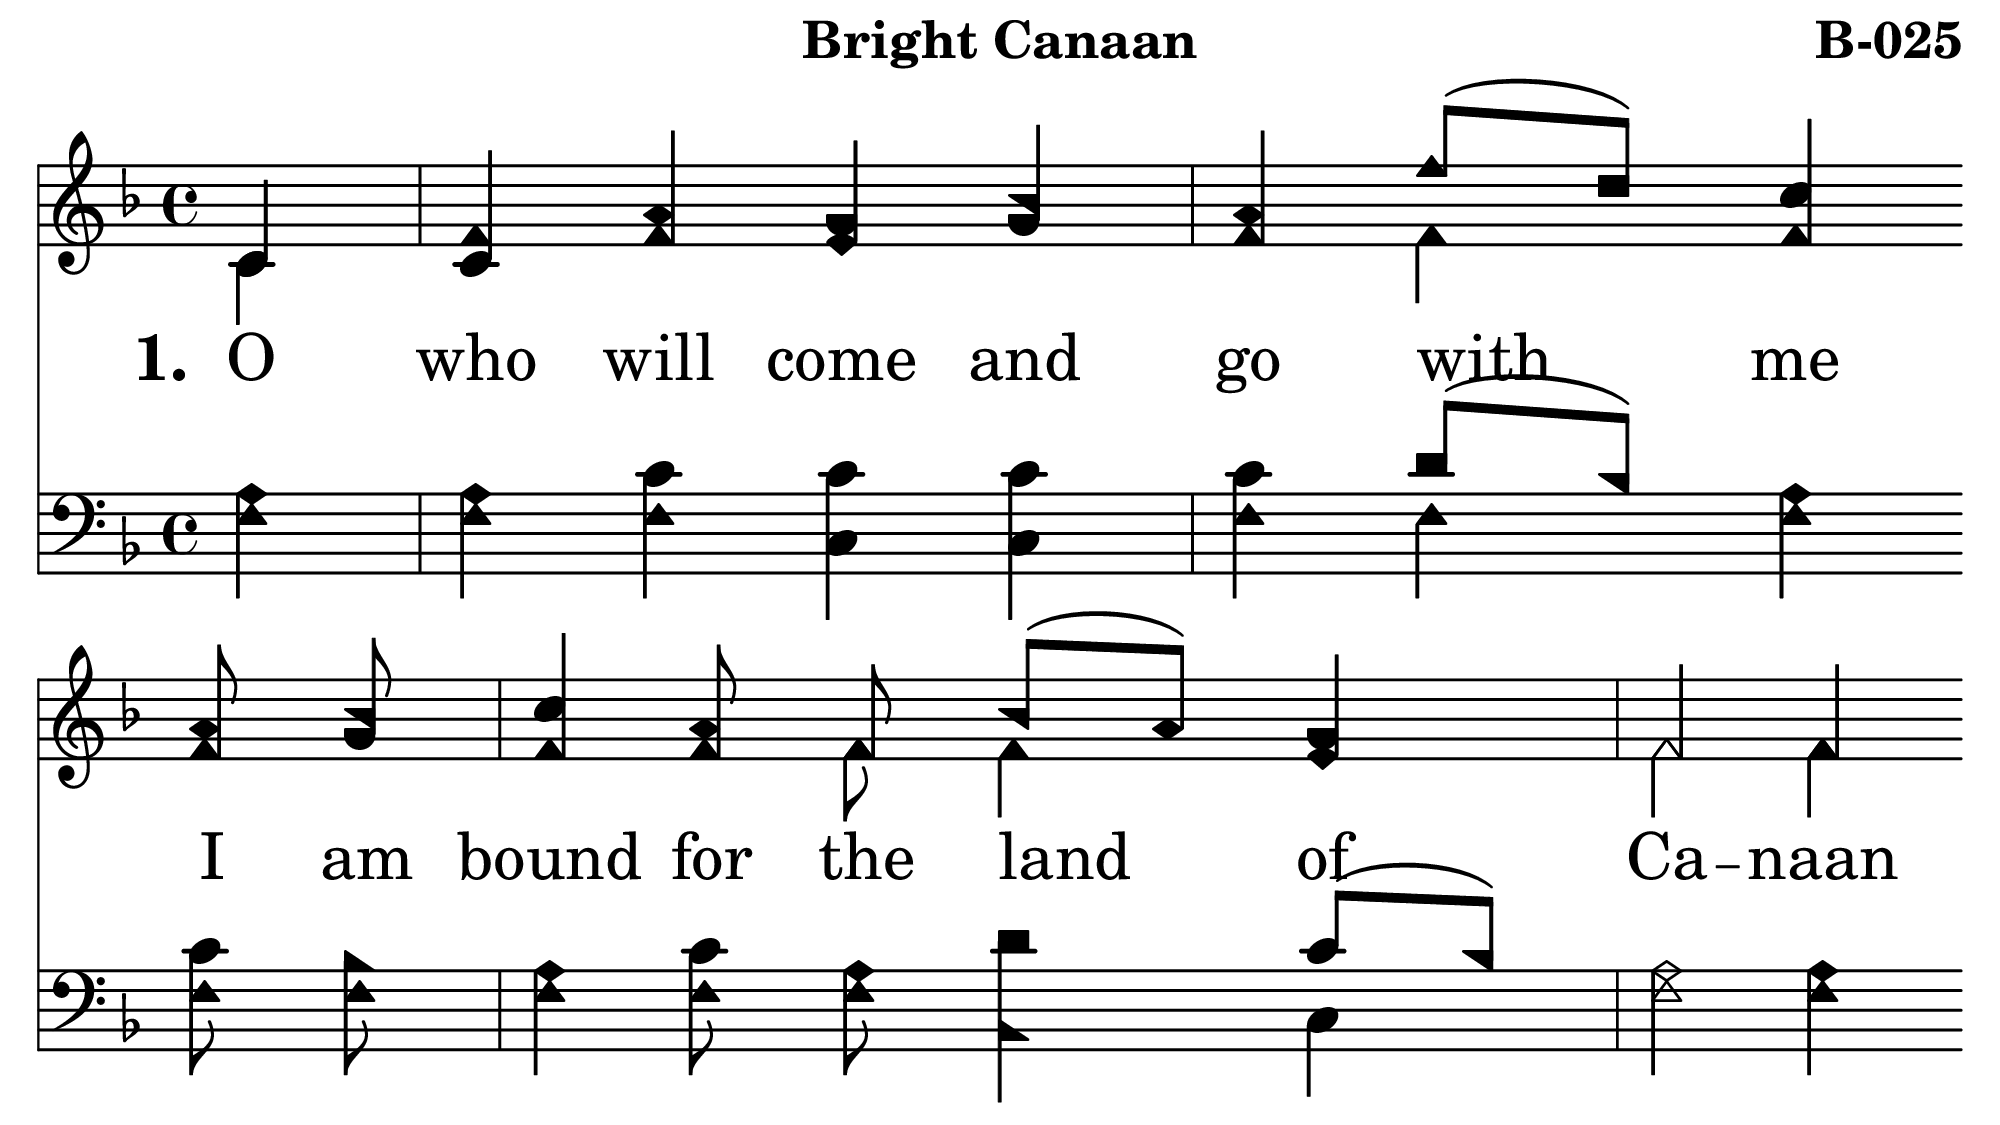 Bright Canaan B-025
1. O who will come and go with me
I am bound for the land of Ca – naan